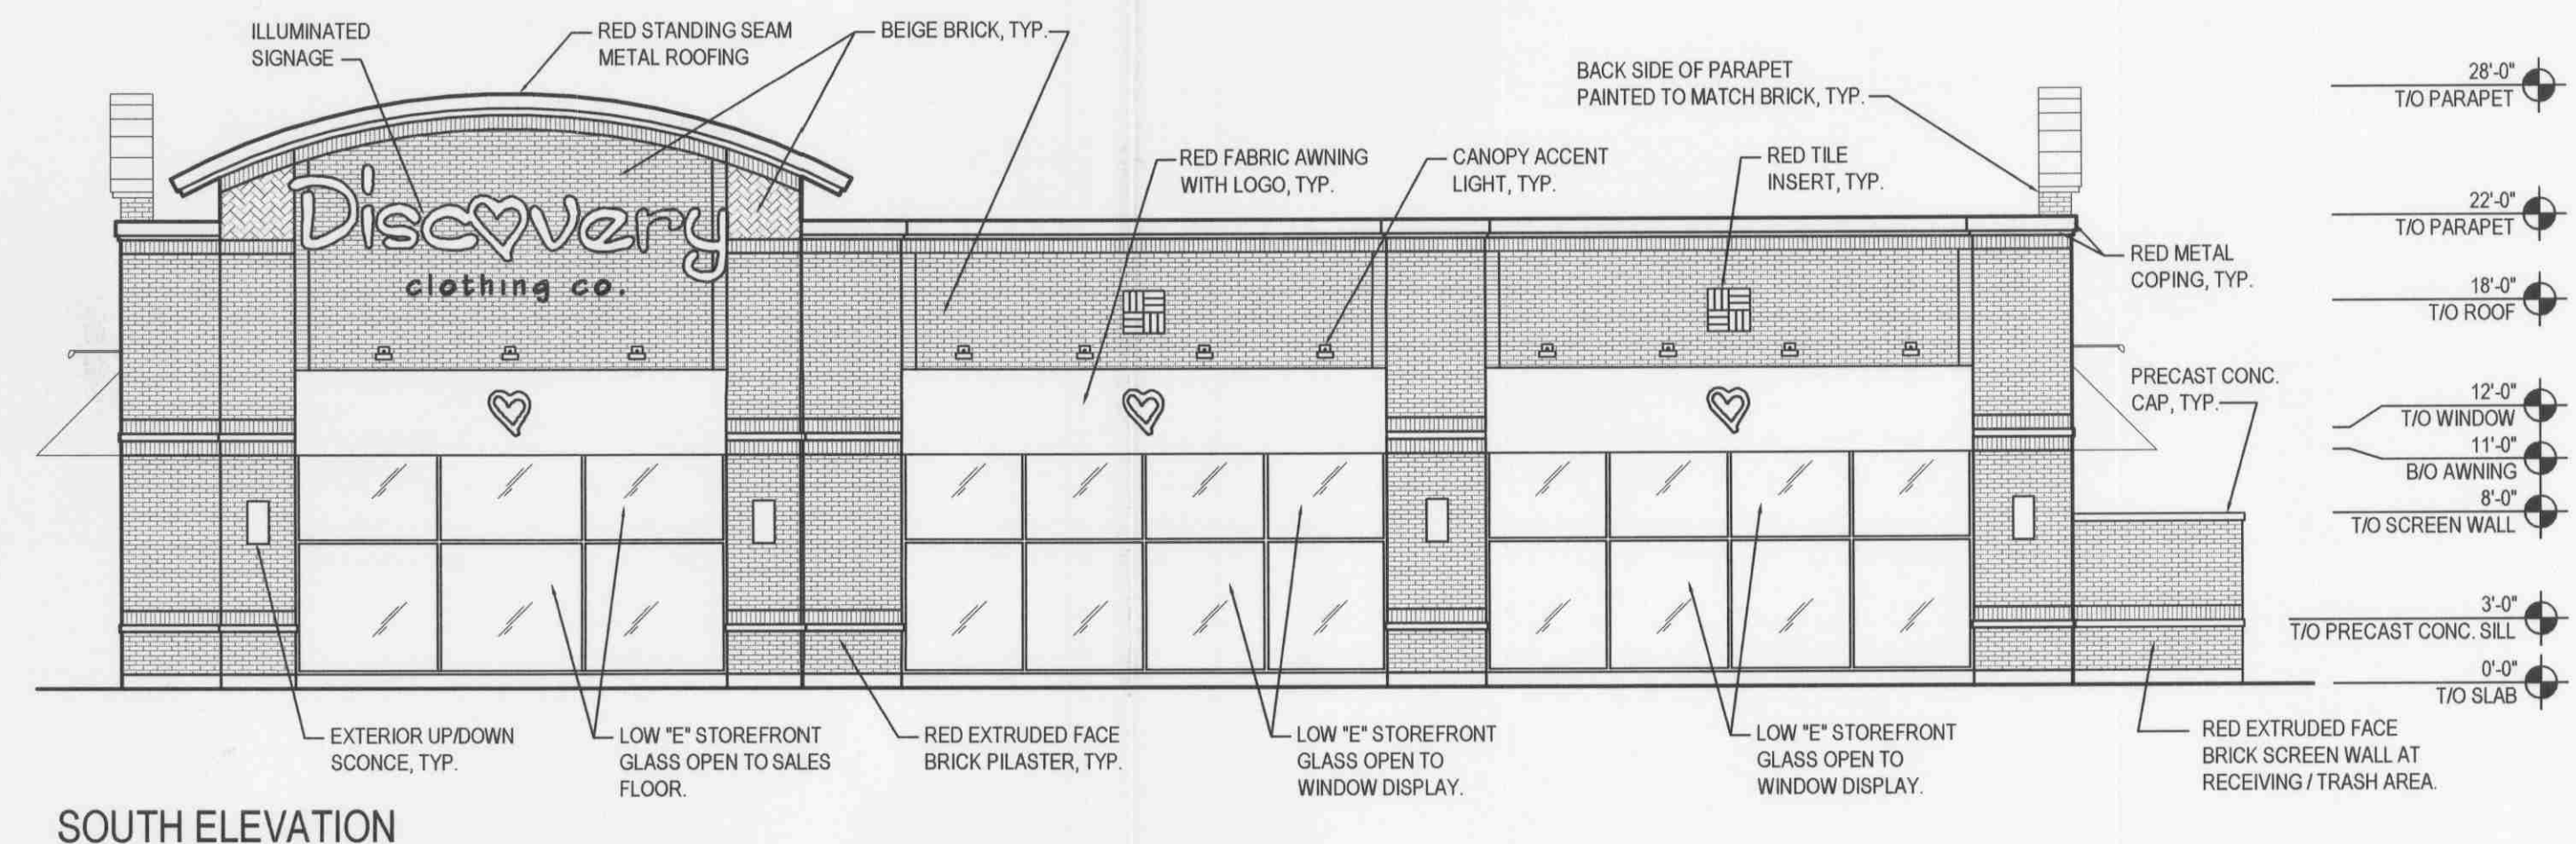 ILLUMINATED
SIGNAGE
RED STANDING SEAM
METAL ROOFING
BEIGE BRICK, TYP.
BACK SIDE OF PARAPET
PAINTED TO MATCH BRICK, TYP.
28'-0"
T/O PARAPET
RED FABRIC AWNING
WITH LOGO, TYP.
CANOPY ACCENT
LIGHT, TYP.
RED TILE
INSERT, TYP.
22'-0"
T/O PARAPET
Discovery
clothing co.
RED METAL
COPING, TYP.
18'-0"
T/O ROOF
PRECAST CONC.
CAP, TYP.
12'-0"
T/O WINDOW
11'-0"
B/O AWNING
8'-0"
T/O SCREEN WALL
3'-0"
T/O PRECAST CONC. SILL
0'-0"
T/O SLAB
EXTERIOR UP/DOWN
SCONCE, TYP.
LOW "E" STOREFRONT
GLASS OPEN TO SALES
FLOOR.
RED EXTRUDED FACE
BRICK PILASTER, TYP.
LOW "E" STOREFRONT
GLASS OPEN TO
WINDOW DISPLAY.
LOW "E" STOREFRONT
GLASS OPEN TO
WINDOW DISPLAY.
RED EXTRUDED FACE
BRICK SCREEN WALL AT
RECEIVING / TRASH AREA.
SOUTH ELEVATION